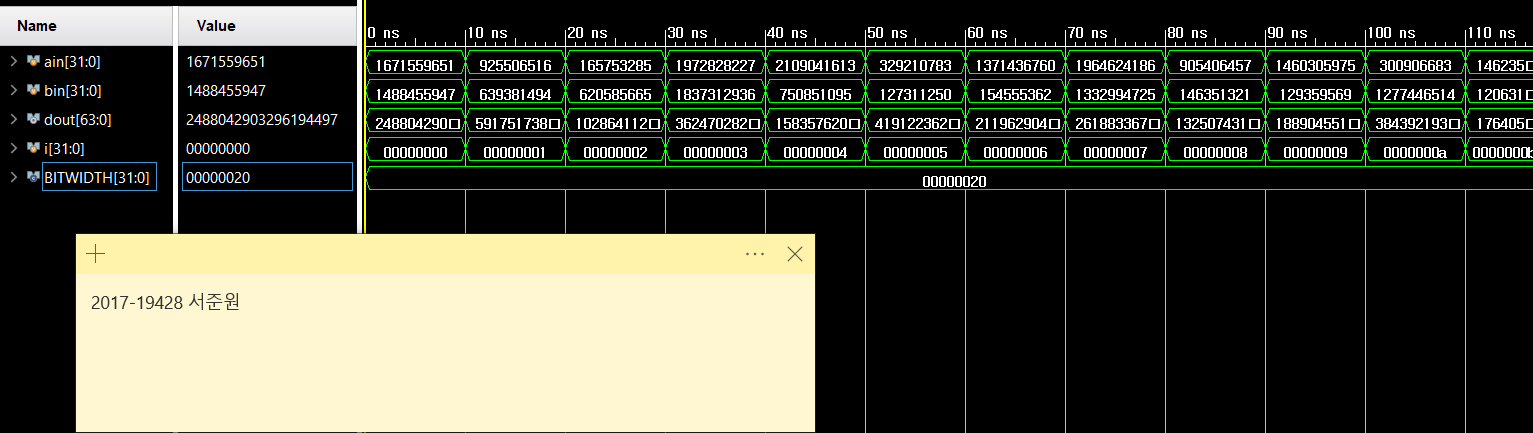 Name Value 0 ns 10 ns 20 ns 30 ns 40 ns 50 ns 60 ns 70 ns 80 ns 90 ns 100 ns 110 ns
ain[31:0] 1671559651 1671559651 925506516 165753285 1972828227 2109041613 329210783 1371436760 1964624186 905406457 1460305975 300906683 146235□
bin[31:0] 1488455947 1488455947 639381494 620585665 1837312936 750851095 127311250 154555362 1332994725 146351321 129359569 1277446514 120631□
dout[63:0] 2488042903296194497 248804290□ 591751738□ 102864112□ 362470282□ 158357620□ 419122362□ 211962904□ 261883367□ 132507431□ 188904551□ 384392193□ 176405□
i[31:0] 00000000 00000000 00000001 00000002 00000003 00000004 00000005 00000006 00000007 00000008 00000009 0000000a 0000000b
BITWIDTH[31:0] 00000020 00000020
2017-19428 서준원